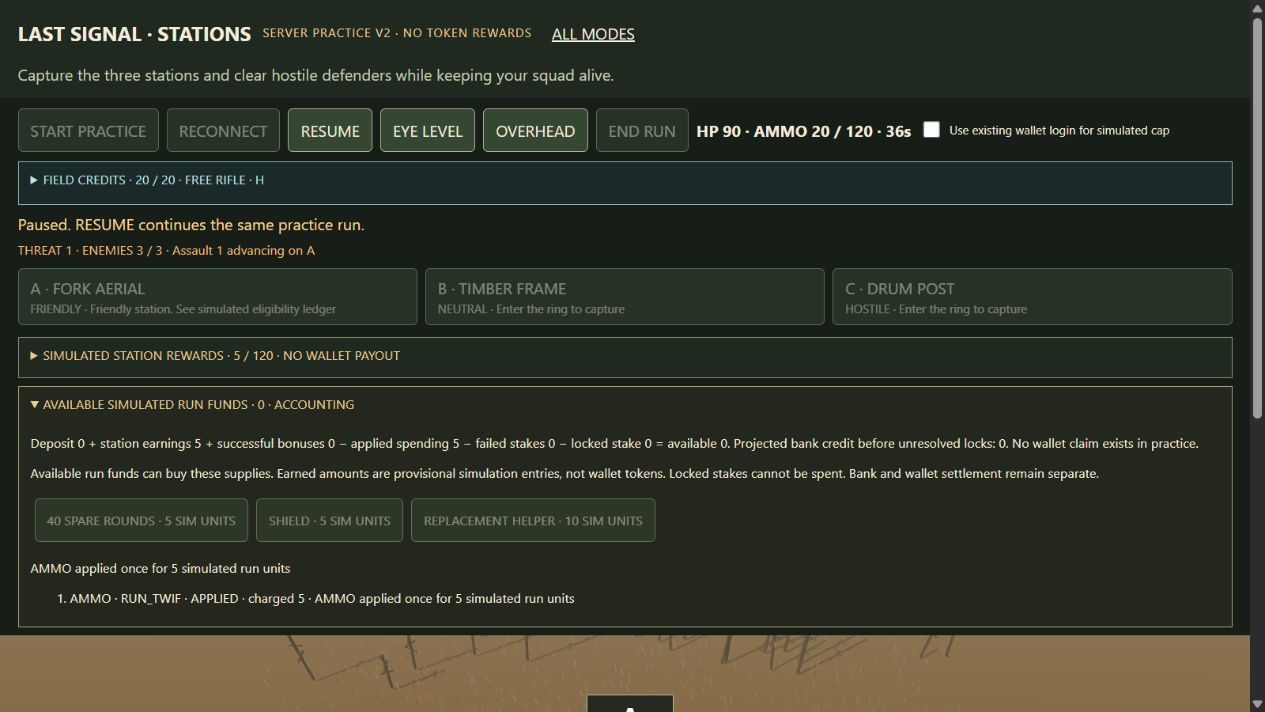 LAST SIGNAL · STATIONS SERVER PRACTICE V2 · NO TOKEN REWARDS ALL MODES
Capture the three stations and clear hostile defenders while keeping your squad alive.
START PRACTICE RECONNECT RESUME EYE LEVEL OVERHEAD END RUN HP 90 · AMMO 20 / 120 · 36s Use existing wallet login for simulated cap
▶ FIELD CREDITS · 20 / 20 · FREE RIFLE · H
Paused. RESUME continues the same practice run.
THREAT 1 · ENEMIES 3 / 3 · Assault 1 advancing on A
A · FORK AERIAL B · TIMBER FRAME C · DRUM POST
FRIENDLY · Friendly station. See simulated eligibility ledger NEUTRAL · Enter the ring to capture HOSTILE · Enter the ring to capture
▶ SIMULATED STATION REWARDS · 5 / 120 · NO WALLET PAYOUT
▼ AVAILABLE SIMULATED RUN FUNDS · 0 · ACCOUNTING
Deposit 0 + station earnings 5 + successful bonuses 0 − applied spending 5 − failed stakes 0 − locked stake 0 = available 0. Projected bank credit before unresolved locks: 0. No wallet claim exists in practice.
Available run funds can buy these supplies. Earned amounts are provisional simulation entries, not wallet tokens. Locked stakes cannot be spent. Bank and wallet settlement remain separate.
40 SPARE ROUNDS · 5 SIM UNITS SHIELD · 5 SIM UNITS REPLACEMENT HELPER · 10 SIM UNITS
AMMO applied once for 5 simulated run units
1. AMMO · RUN_TWIF · APPLIED · charged 5 · AMMO applied once for 5 simulated run units